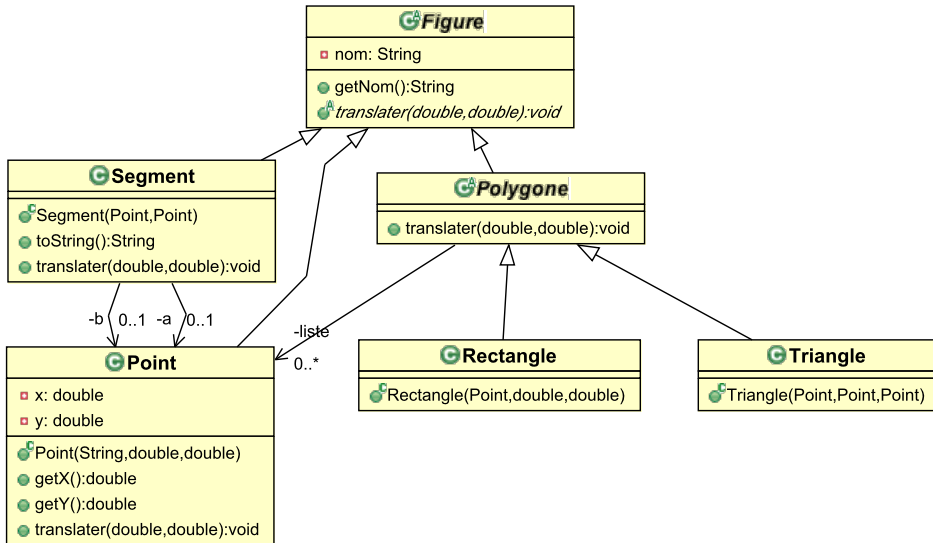 Figure
nom: String
getNom():String
translater(double,double):void
Segment
Segment(Point,Point)
toString():String
translater(double,double):void
Polygone
translater(double,double):void
-b 0..1 -a 0..1
-liste
0..*
Point
x: double
y: double
Point(String,double,double)
getX():double
getY():double
translater(double,double):void
Rectangle
Rectangle(Point,double,double)
Triangle
Triangle(Point,Point,Point)